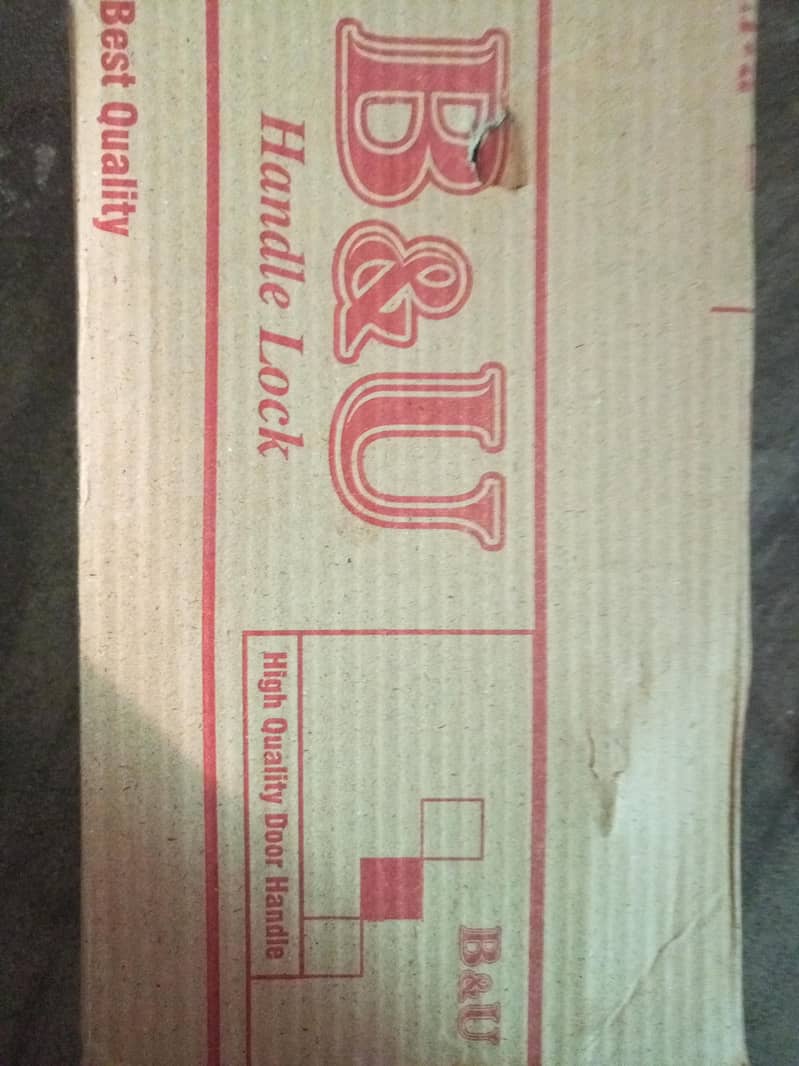 B&U
Handle Lock
B&U
High Quality Door Handle
Best Quality